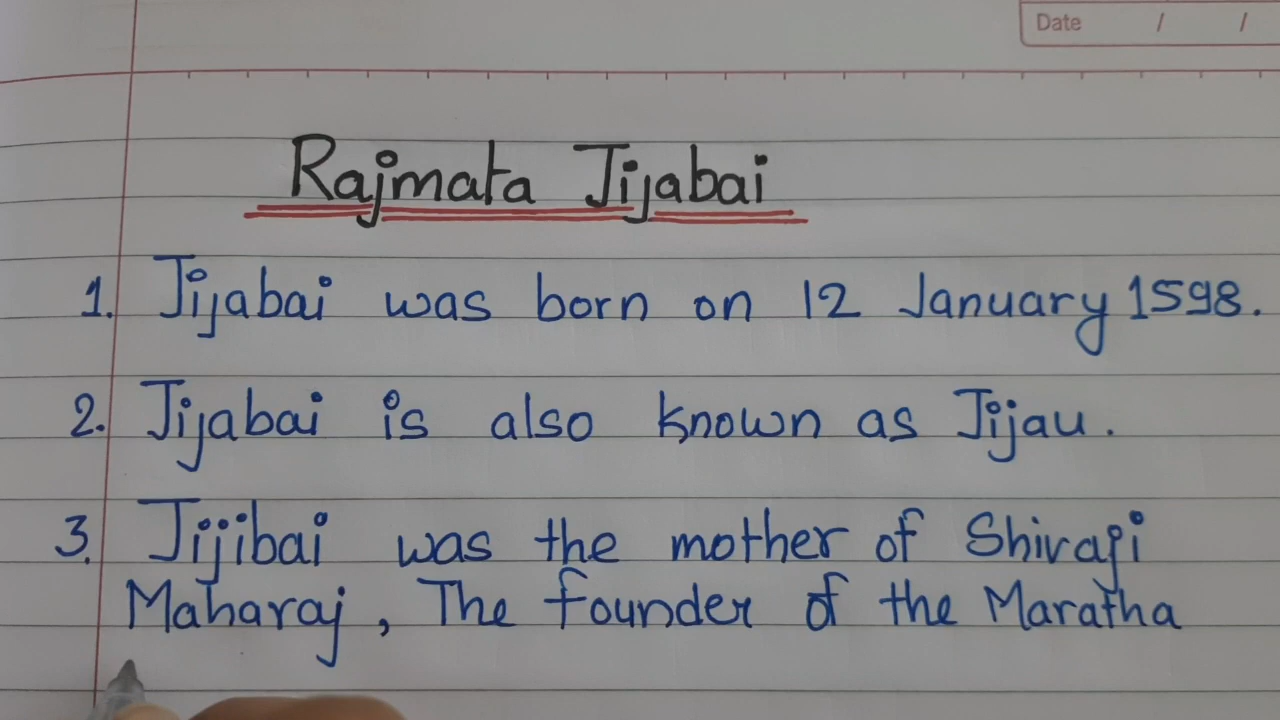 Date / /
Rajmata Jijabai
1. Jijabai was born on 12 January 1598.
2. Jijabai is also known as Jijau.
3. Jijibai was the mother of Shivaji
Maharaj, The founder of the Maratha